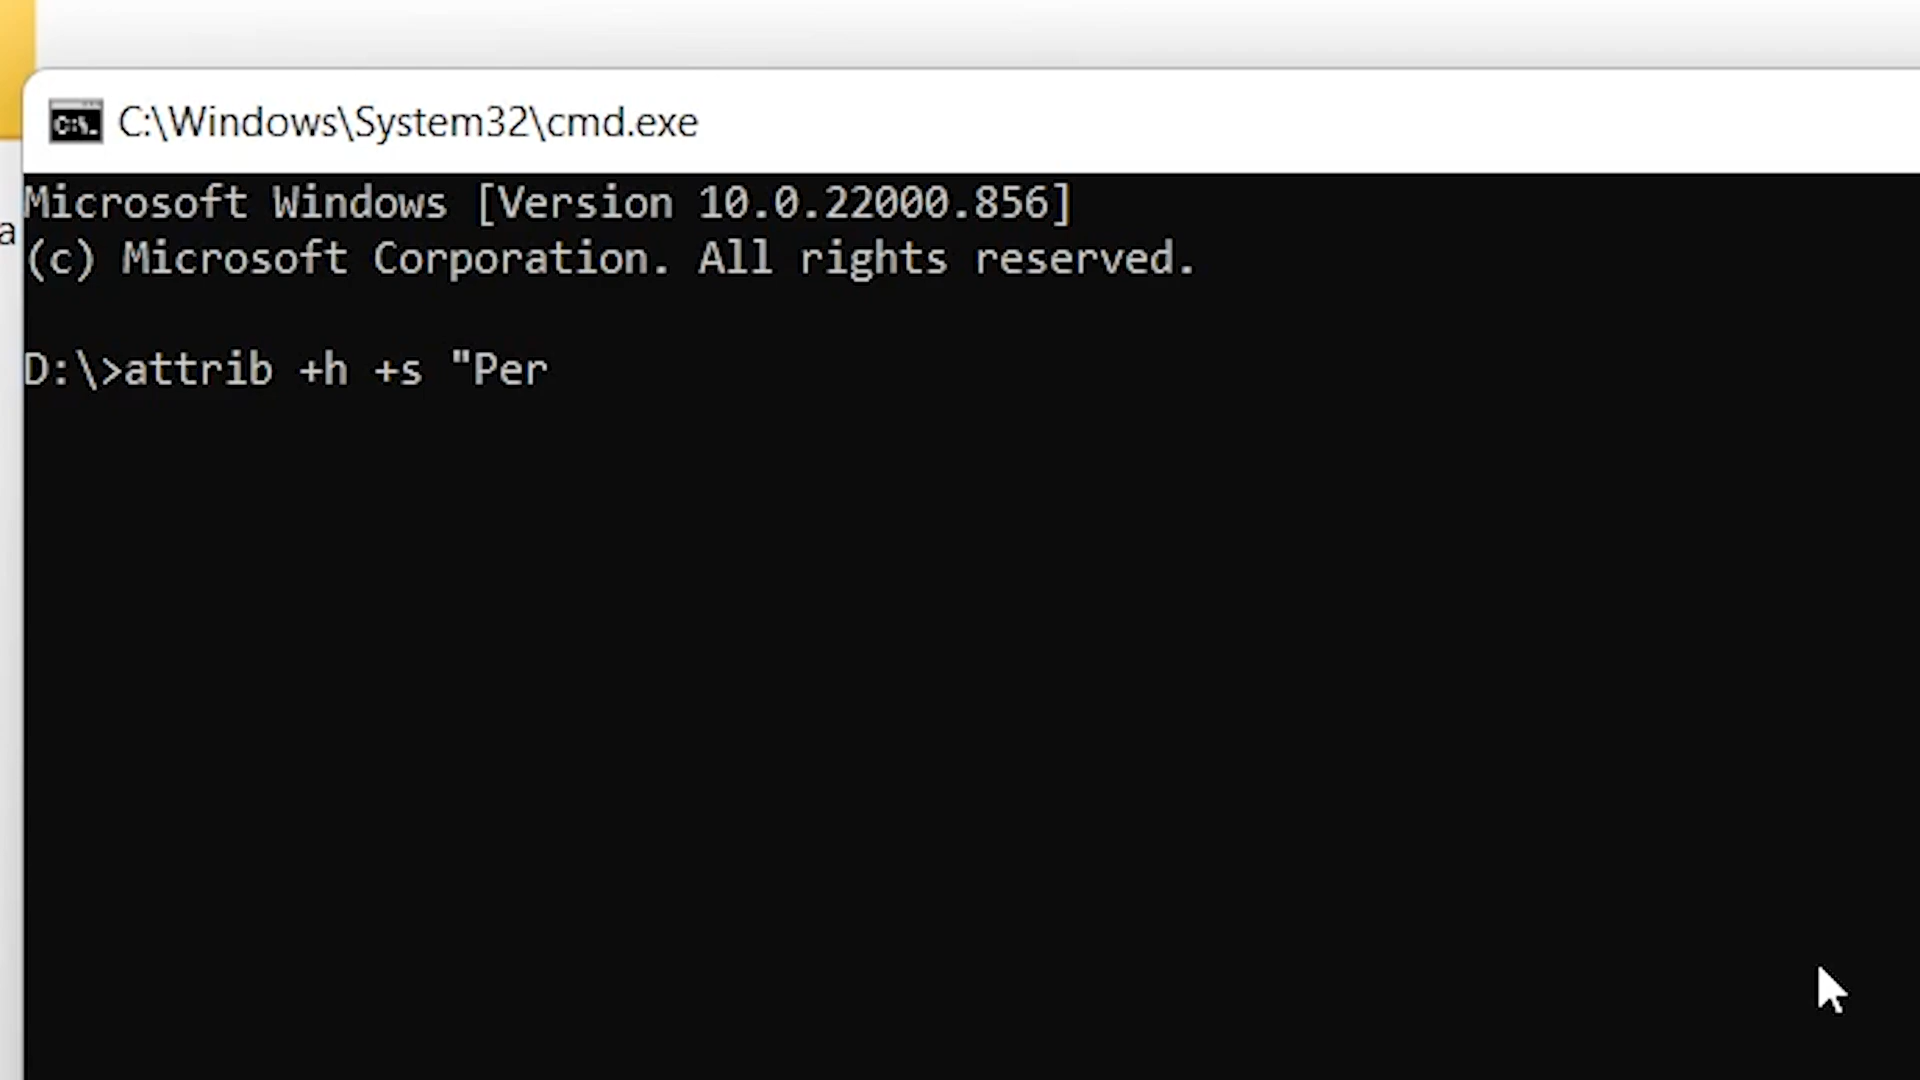 C:\Windows\System32\cmd.exe
Microsoft Windows [Version 10.0.22000.856]
a
(c) Microsoft Corporation. All rights reserved.
D:\>attrib +h +s "Per